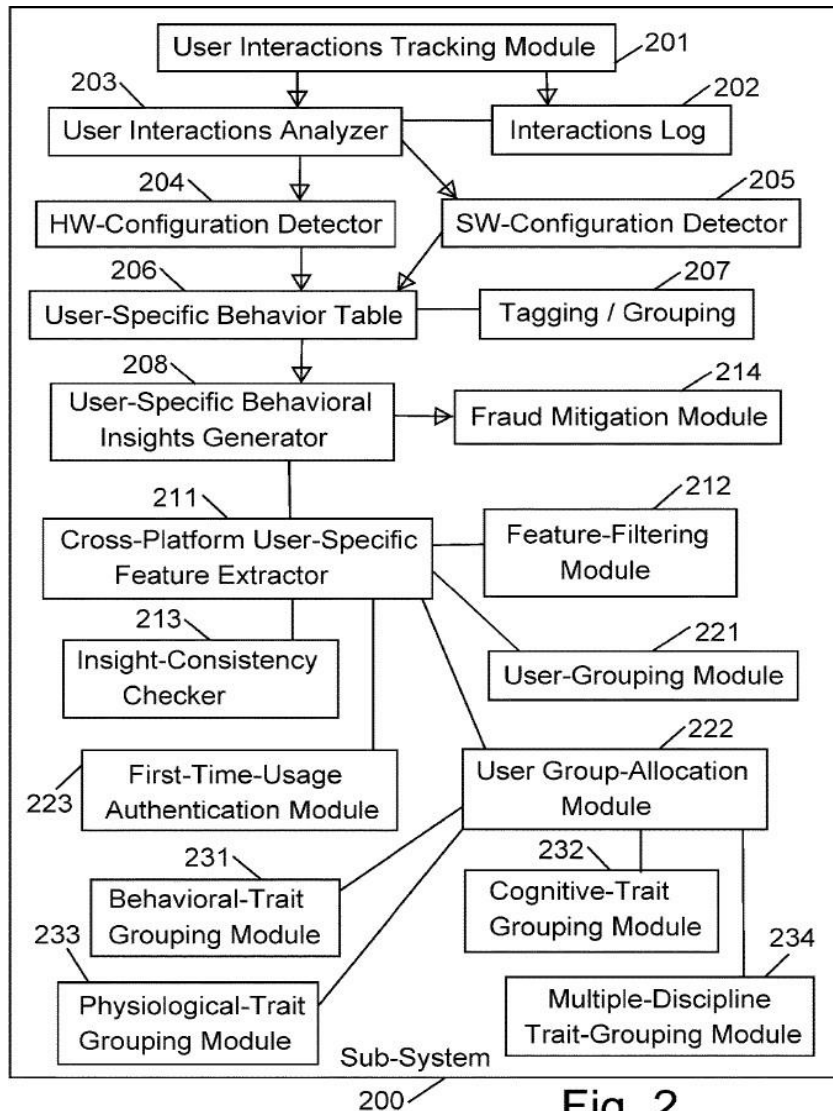 User Interactions Tracking Module
201
203
202
User Interactions Analyzer
Interactions Log
204
205
HW-Configuration Detector
SW-Configuration Detector
206
207
User-Specific Behavior Table
Tagging / Grouping
208
214
User-Specific Behavioral
Insights Generator
Fraud Mitigation Module
211
212
Cross-Platform User-Specific
Feature Extractor
Feature-Filtering
Module
213
221
Insight-Consistency
Checker
User-Grouping Module
222
First-Time-Usage
Authentication Module
223
User Group-Allocation
Module
231
232
Behavioral-Trait
Grouping Module
Cognitive-Trait
Grouping Module
233
234
Physiological-Trait
Grouping Module
Multiple-Discipline
Trait-Grouping Module
Sub-System
200
Fig. 2